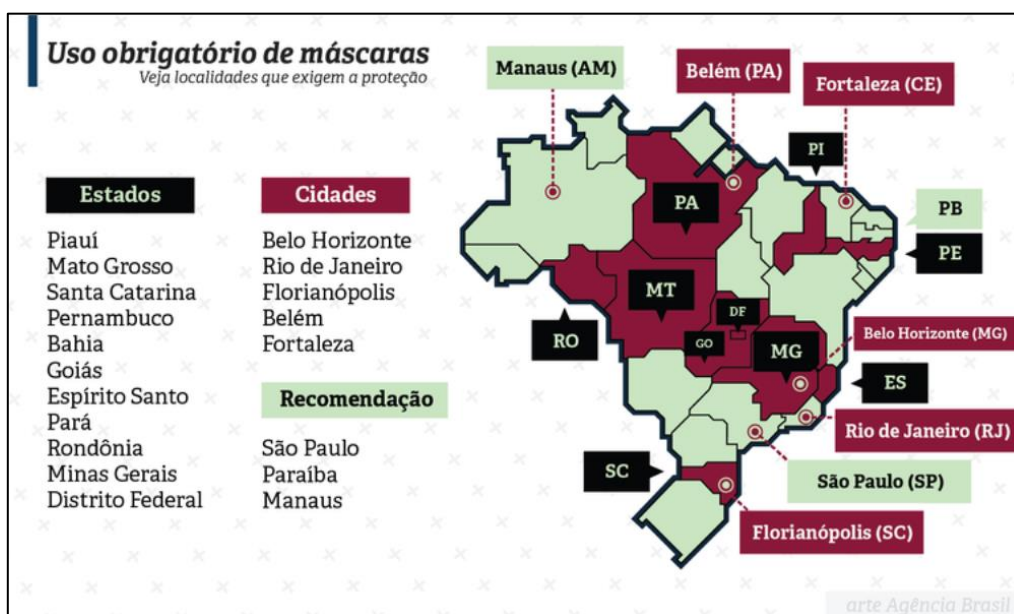 Uso obrigatório de máscaras
Veja localidades que exigem a proteção
Estados
Piauí
Mato Grosso
Santa Catarina
Pernambuco
Bahia
Goiás
Espírito Santo
Pará
Rondônia
Minas Gerais
Distrito Federal
Cidades
Belo Horizonte
Rio de Janeiro
Florianópolis
Belém
Fortaleza
Recomendação
São Paulo
Paraíba
Manaus
Manaus (AM)
Belém (PA)
Fortaleza (CE)
PI
PA
PB
PE
MT
DF
RO
GO
MG
Belo Horizonte (MG)
ES
Rio de Janeiro (RJ)
SC
São Paulo (SP)
Florianópolis (SC)
arte Agência Brasil